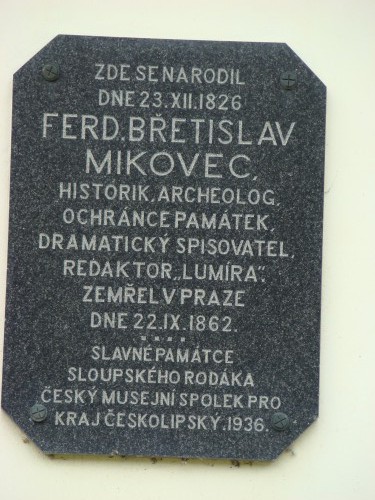 ZDE SE NARODIL
DNE 23.XII.1826
FERD.BŘETISLAV
MIKOVEC,
HISTORIK, ARCHEOLOG,
OCHRÁNCE PAMÁTEK,
DRAMATICKÝ SPISOVATEL,
REDAKTOR „LUMÍRA“,
ZEMŘEL V PRAZE
DNE 22.IX.1862.
SLAVNÉ PAMÁTCE
SLOUPSKÉHO RODÁKA
ČESKÝ MUSEJNÍ SPOLEK PRO
KRAJ ČESKOLIPSKÝ. 1936.